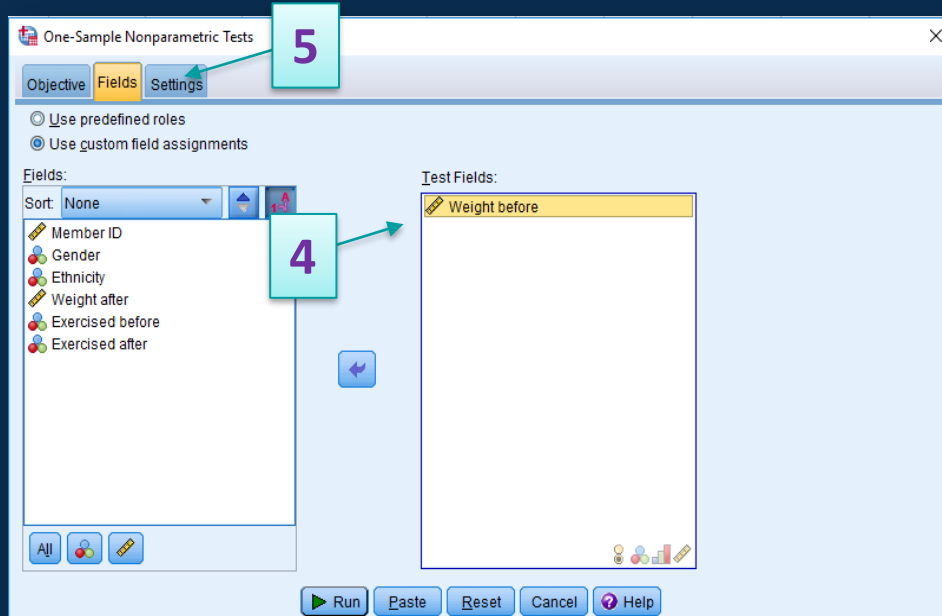 One-Sample Nonparametric Tests
5
Objective Fields Settings
Use predefined roles
Use custom field assignments
Fields:
Test Fields:
Sort: None
Weight before
Member ID
Gender
Ethnicity
Weight after
Exercised before
Exercised after
4
All
Run Paste Reset Cancel Help